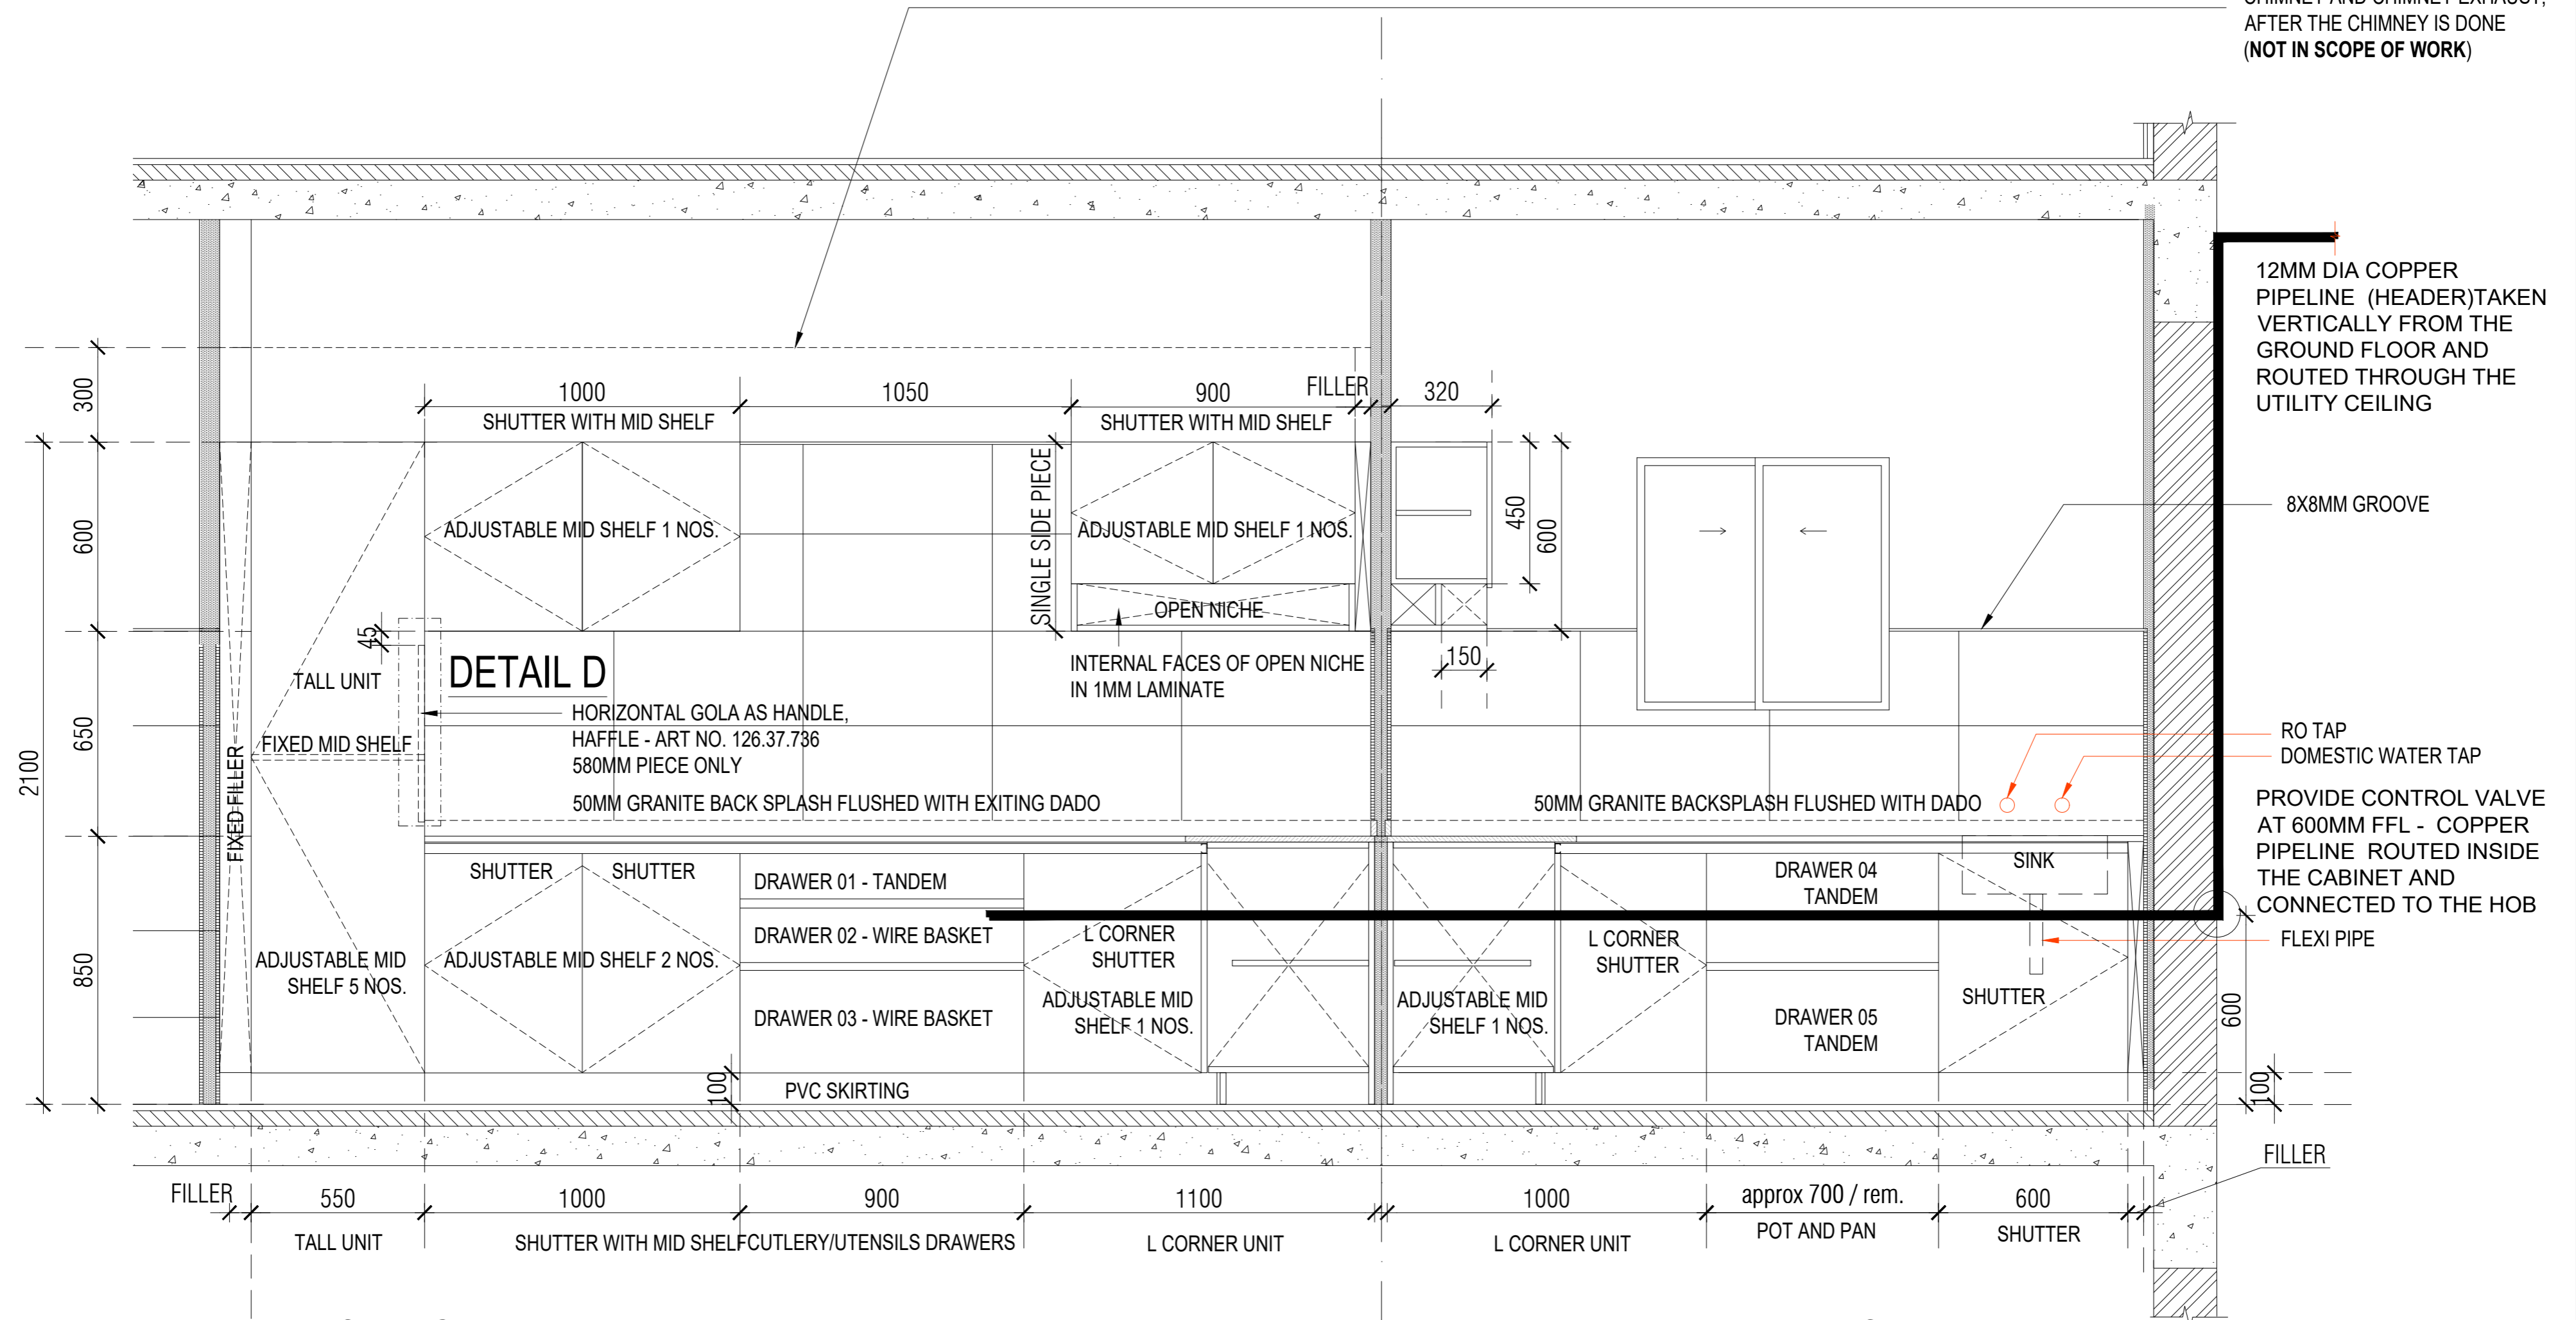 CHIMNEY AND CHIMNEY EXHAUST,
AFTER THE CHIMNEY IS DONE
(NOT IN SCOPE OF WORK)
12MM DIA COPPER
PIPELINE (HEADER)TAKEN
VERTICALLY FROM THE
GROUND FLOOR AND
ROUTED THROUGH THE
UTILITY CEILING
300
1000
1050
900
FILLER
320
SHUTTER WITH MID SHELF
SHUTTER WITH MID SHELF
600
ADJUSTABLE MID SHELF 1 NOS.
SINGLE SIDE PIECE
ADJUSTABLE MID SHELF 1 NOS.
450
600
8X8MM GROOVE
OPEN NICHE
45
150
TALL UNIT
DETAIL D
INTERNAL FACES OF OPEN NICHE
IN 1MM LAMINATE
HORIZONTAL GOLA AS HANDLE,
HAFFLE - ART NO. 126.37.736
580MM PIECE ONLY
650
2100
FIXED MID SHELF
FIXED FILLER
RO TAP
DOMESTIC WATER TAP
50MM GRANITE BACK SPLASH FLUSHED WITH EXITING DADO
50MM GRANITE BACKSPLASH FLUSHED WITH DADO
PROVIDE CONTROL VALVE
AT 600MM FFL - COPPER
PIPELINE ROUTED INSIDE
THE CABINET AND
CONNECTED TO THE HOB
SHUTTER
SHUTTER
DRAWER 01 - TANDEM
DRAWER 04
TANDEM
SINK
850
DRAWER 02 - WIRE BASKET
L CORNER
SHUTTER
L CORNER
SHUTTER
FLEXI PIPE
ADJUSTABLE MID
SHELF 5 NOS.
ADJUSTABLE MID SHELF 2 NOS.
DRAWER 03 - WIRE BASKET
ADJUSTABLE MID
SHELF 1 NOS.
ADJUSTABLE MID
SHELF 1 NOS.
DRAWER 05
TANDEM
SHUTTER
600
100
PVC SKIRTING
100
FILLER
FILLER
550
1000
900
1100
1000
approx 700 / rem.
600
TALL UNIT
SHUTTER WITH MID SHELF
CUTLERY/UTENSILS DRAWERS
L CORNER UNIT
L CORNER UNIT
POT AND PAN
SHUTTER